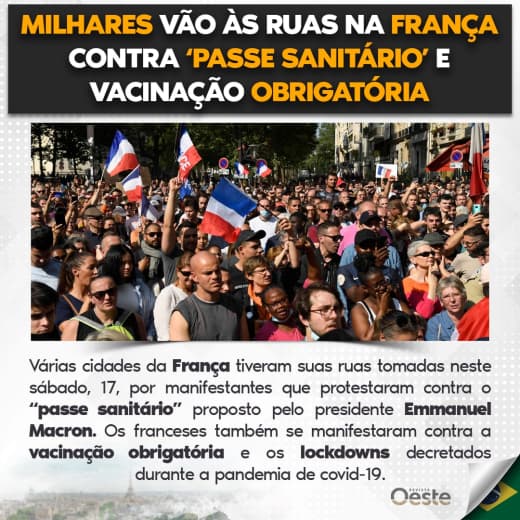 MILHARES VÃO ÀS RUAS NA FRANÇA
CONTRA ‘PASSE SANITÁRIO’ E
VACINAÇÃO OBRIGATÓRIA
Várias cidades da França tiveram suas ruas tomadas neste
sábado, 17, por manifestantes que protestaram contra o
“passe sanitário” proposto pelo presidente Emmanuel
Macron. Os franceses também se manifestaram contra a
vacinação obrigatória e os lockdowns decretados
durante a pandemia de covid-19.
REVISTA
Oeste